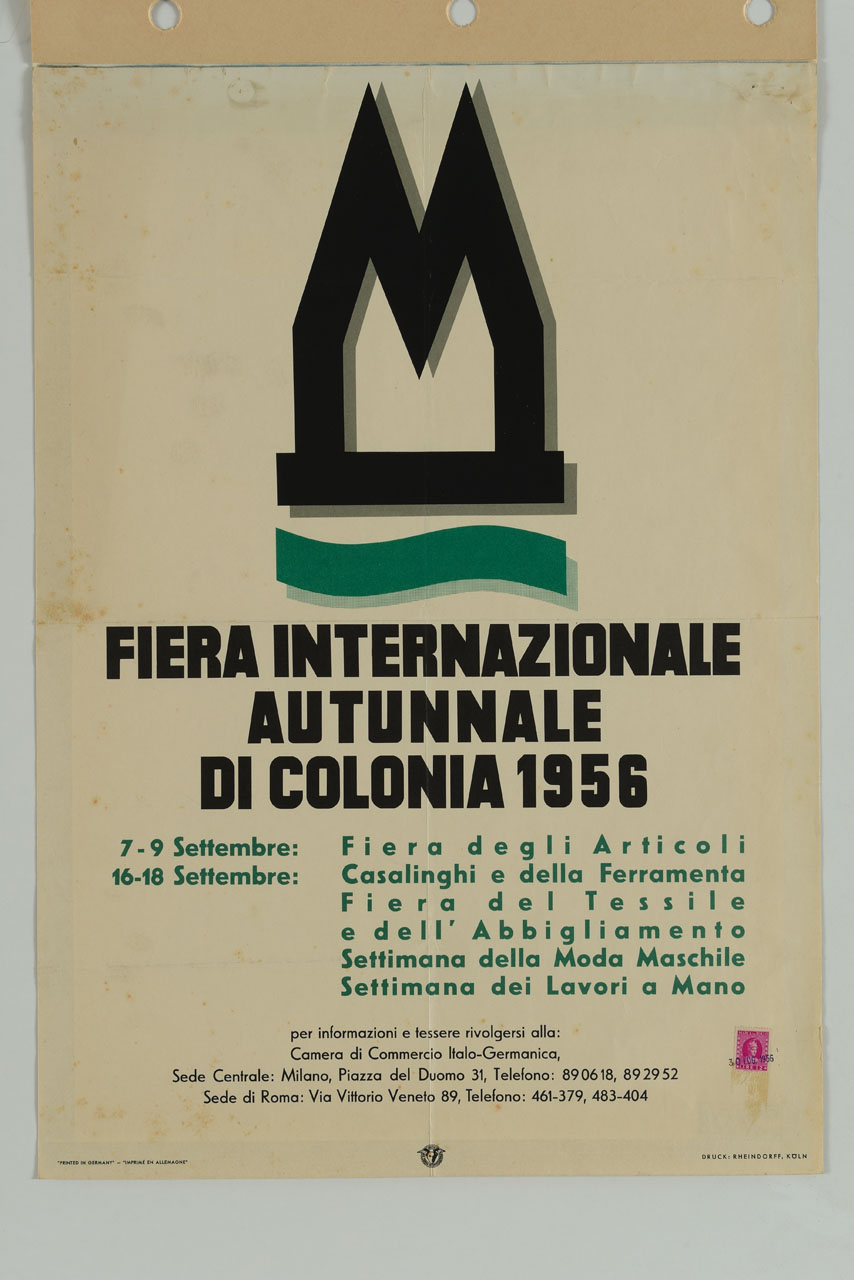 FIERA INTERNAZIONALE
AUTUNNALE
DI COLONIA 1956
7-9 Settembre: Fiera degli Articoli
16-18 Settembre: Casalinghi e della Ferramenta
Fiera del Tessile
e dell' Abbigliamento
Settimana della Moda Maschile
Settimana dei Lavori a Mano
per informazioni e tessere rivolgersi alla:
Camera di Commercio Italo-Germanica,
Sede Centrale: Milano, Piazza del Duomo 31, Telefono: 890618, 892952
Sede di Roma: Via Vittorio Veneto 89, Telefono: 461-379, 483-404
"PRINTED IN GERMANY" — "IMPRIMÉ EN ALLEMAGNE"
DRUCK: RHEINDORFF, KÖLN